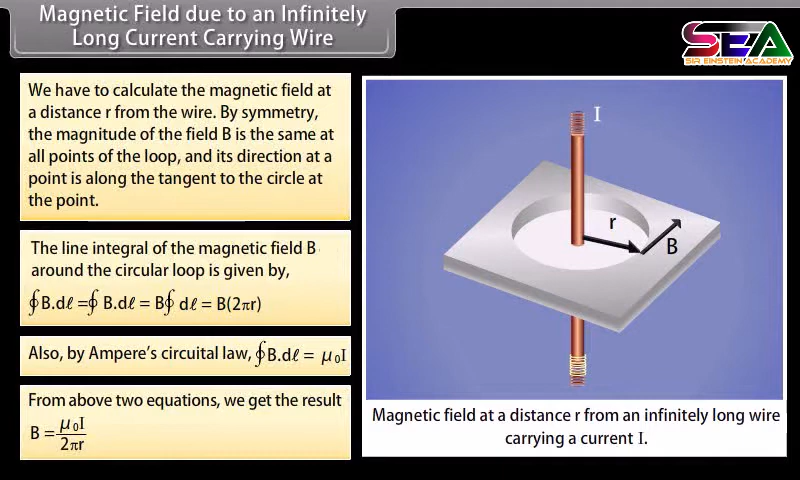 Magnetic Field due to an Infinitely
Long Current Carrying Wire
SEA
SIR EINSTEIN ACADEMY
We have to calculate the magnetic field at
a distance r from the wire. By symmetry,
the magnitude of the field B is the same at
all points of the loop, and its direction at a
point is along the tangent to the circle at
the point.
The line integral of the magnetic field B
around the circular loop is given by,
∮B.dℓ =∮ B.dℓ = B∮ dℓ = B(2πr)
Also, by Ampere's circuital law, ∮B.dℓ = μ₀I
From above two equations, we get the result
B = μ₀I / 2πr
I
r
B
Magnetic field at a distance r from an infinitely long wire
carrying a current I.